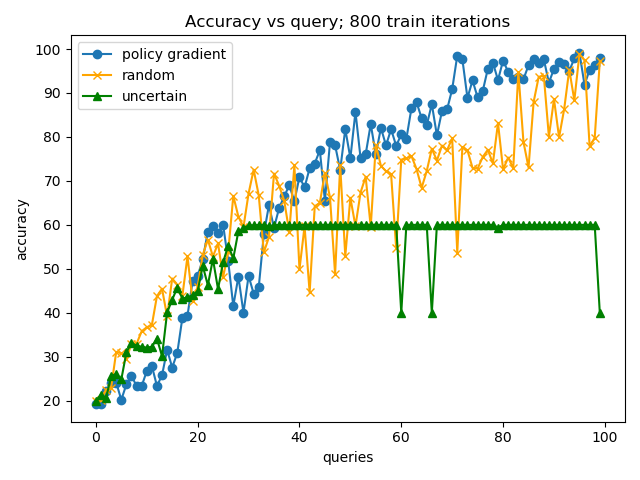 Accuracy vs query; 800 train iterations
policy gradient
random
uncertain
accuracy
100
90
80
70
60
50
40
30
20
0 20 40 60 80 100
queries